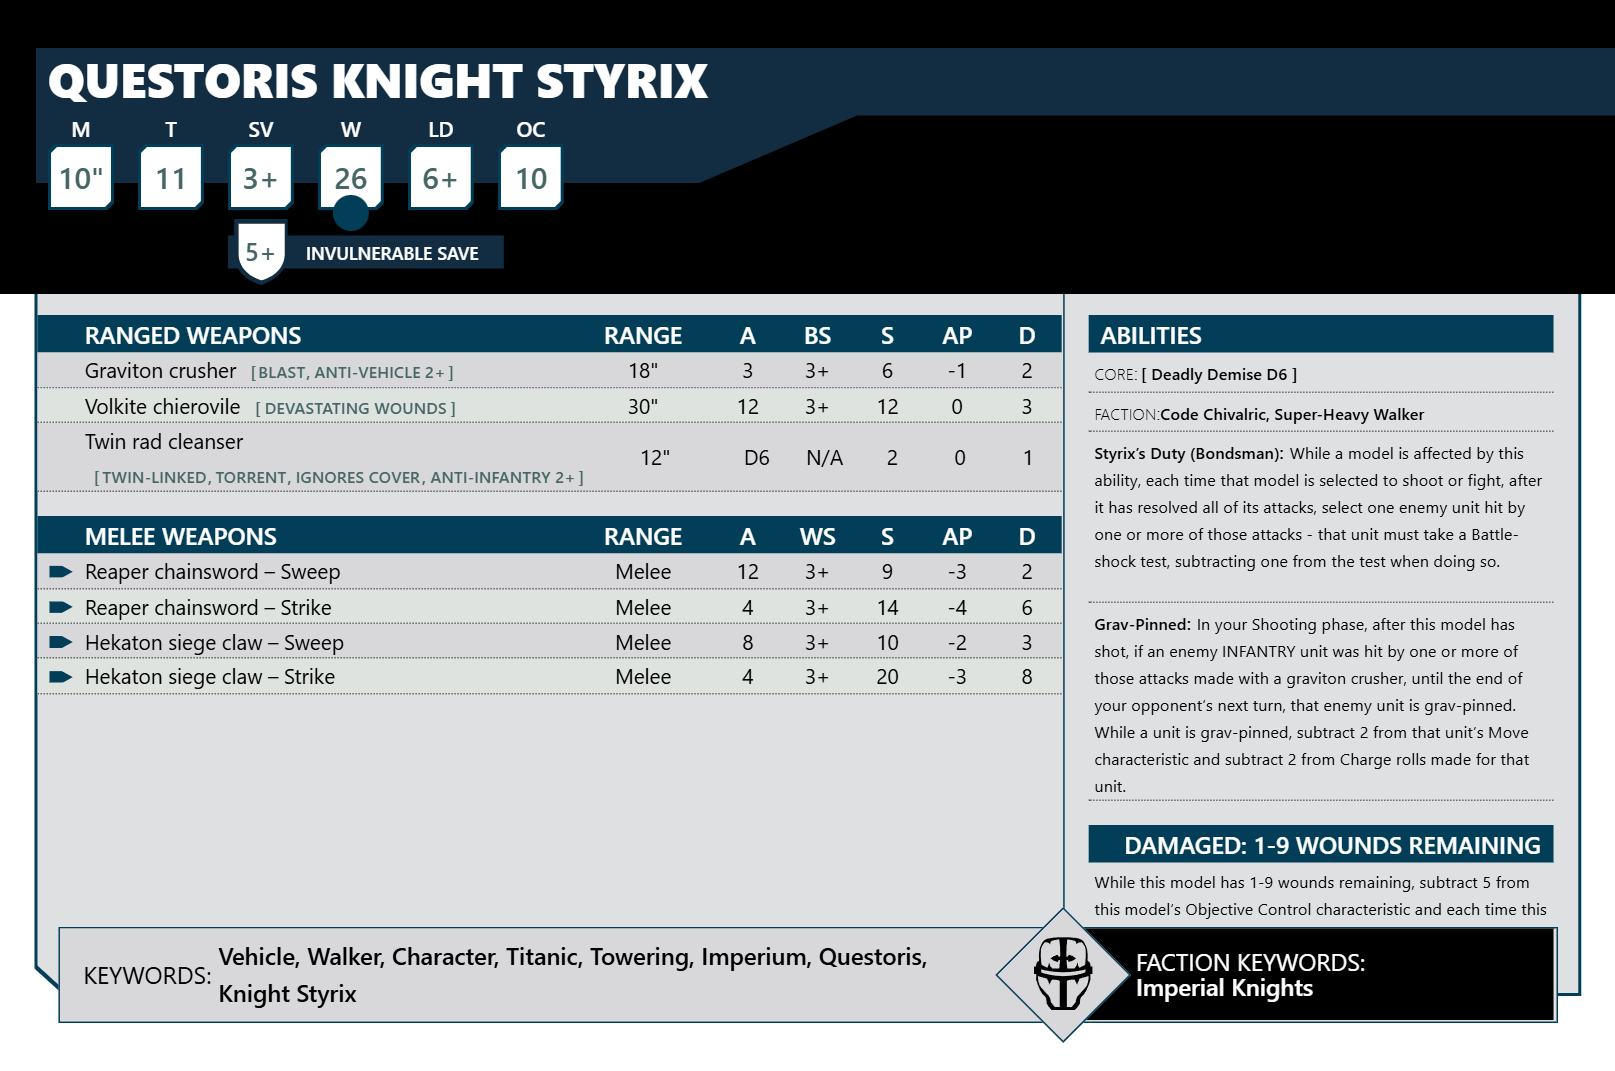 QUESTORIS KNIGHT STYRIX
M T SV W LD OC
10" 11 3+ 26 6+ 10
5+ INVULNERABLE SAVE
RANGED WEAPONS RANGE A BS S AP D
Graviton crusher [ BLAST, ANTI-VEHICLE 2+ ] 18" 3 3+ 6 -1 2
Volkite chierovile [ DEVASTATING WOUNDS ] 30" 12 3+ 12 0 3
Twin rad cleanser
[ TWIN-LINKED, TORRENT, IGNORES COVER, ANTI-INFANTRY 2+ ] 12" D6 N/A 2 0 1
MELEE WEAPONS RANGE A WS S AP D
Reaper chainsword – Sweep Melee 12 3+ 9 -3 2
Reaper chainsword – Strike Melee 4 3+ 14 -4 6
Hekaton siege claw – Sweep Melee 8 3+ 10 -2 3
Hekaton siege claw – Strike Melee 4 3+ 20 -3 8
ABILITIES
CORE: [ Deadly Demise D6 ]
FACTION:Code Chivalric, Super-Heavy Walker
Styrix's Duty (Bondsman): While a model is affected by this
ability, each time that model is selected to shoot or fight, after
it has resolved all of its attacks, select one enemy unit hit by
one or more of those attacks - that unit must take a Battle-
shock test, subtracting one from the test when doing so.
Grav-Pinned: In your Shooting phase, after this model has
shot, if an enemy INFANTRY unit was hit by one or more of
those attacks made with a graviton crusher, until the end of
your opponent's next turn, that enemy unit is grav-pinned.
While a unit is grav-pinned, subtract 2 from that unit's Move
characteristic and subtract 2 from Charge rolls made for that
unit.
DAMAGED: 1-9 WOUNDS REMAINING
While this model has 1-9 wounds remaining, subtract 5 from
this model's Objective Control characteristic and each time this
KEYWORDS: Vehicle, Walker, Character, Titanic, Towering, Imperium, Questoris,
Knight Styrix
FACTION KEYWORDS:
Imperial Knights